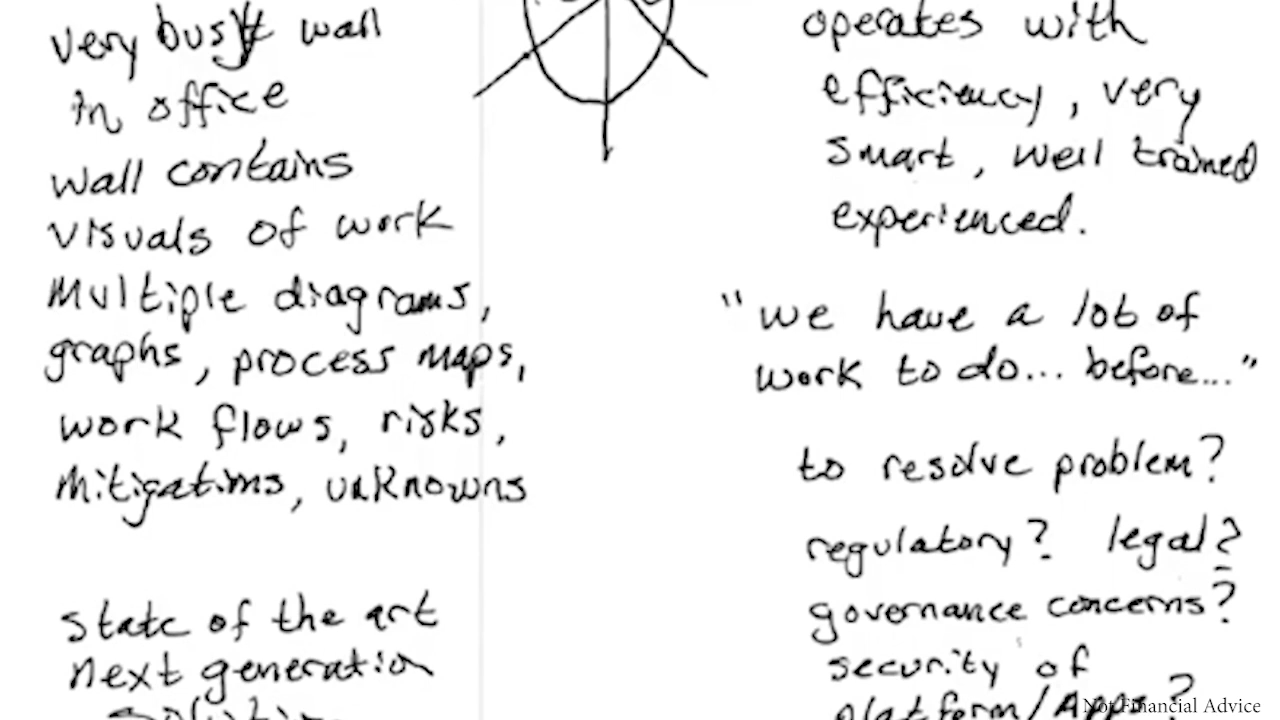 very busy wall
in office
wall contains
visuals of work
Multiple diagrams,
graphs, process maps,
work flows, risks,
mitigations, unknowns
state of the art
next generation
operates with
efficiency, very
smart, well trained
experienced.
"we have a lot of
work to do... before..."
to resolve problem?
regulatory? legal?
governance concerns?
security of
platform/Apps?
Not Financial Advice